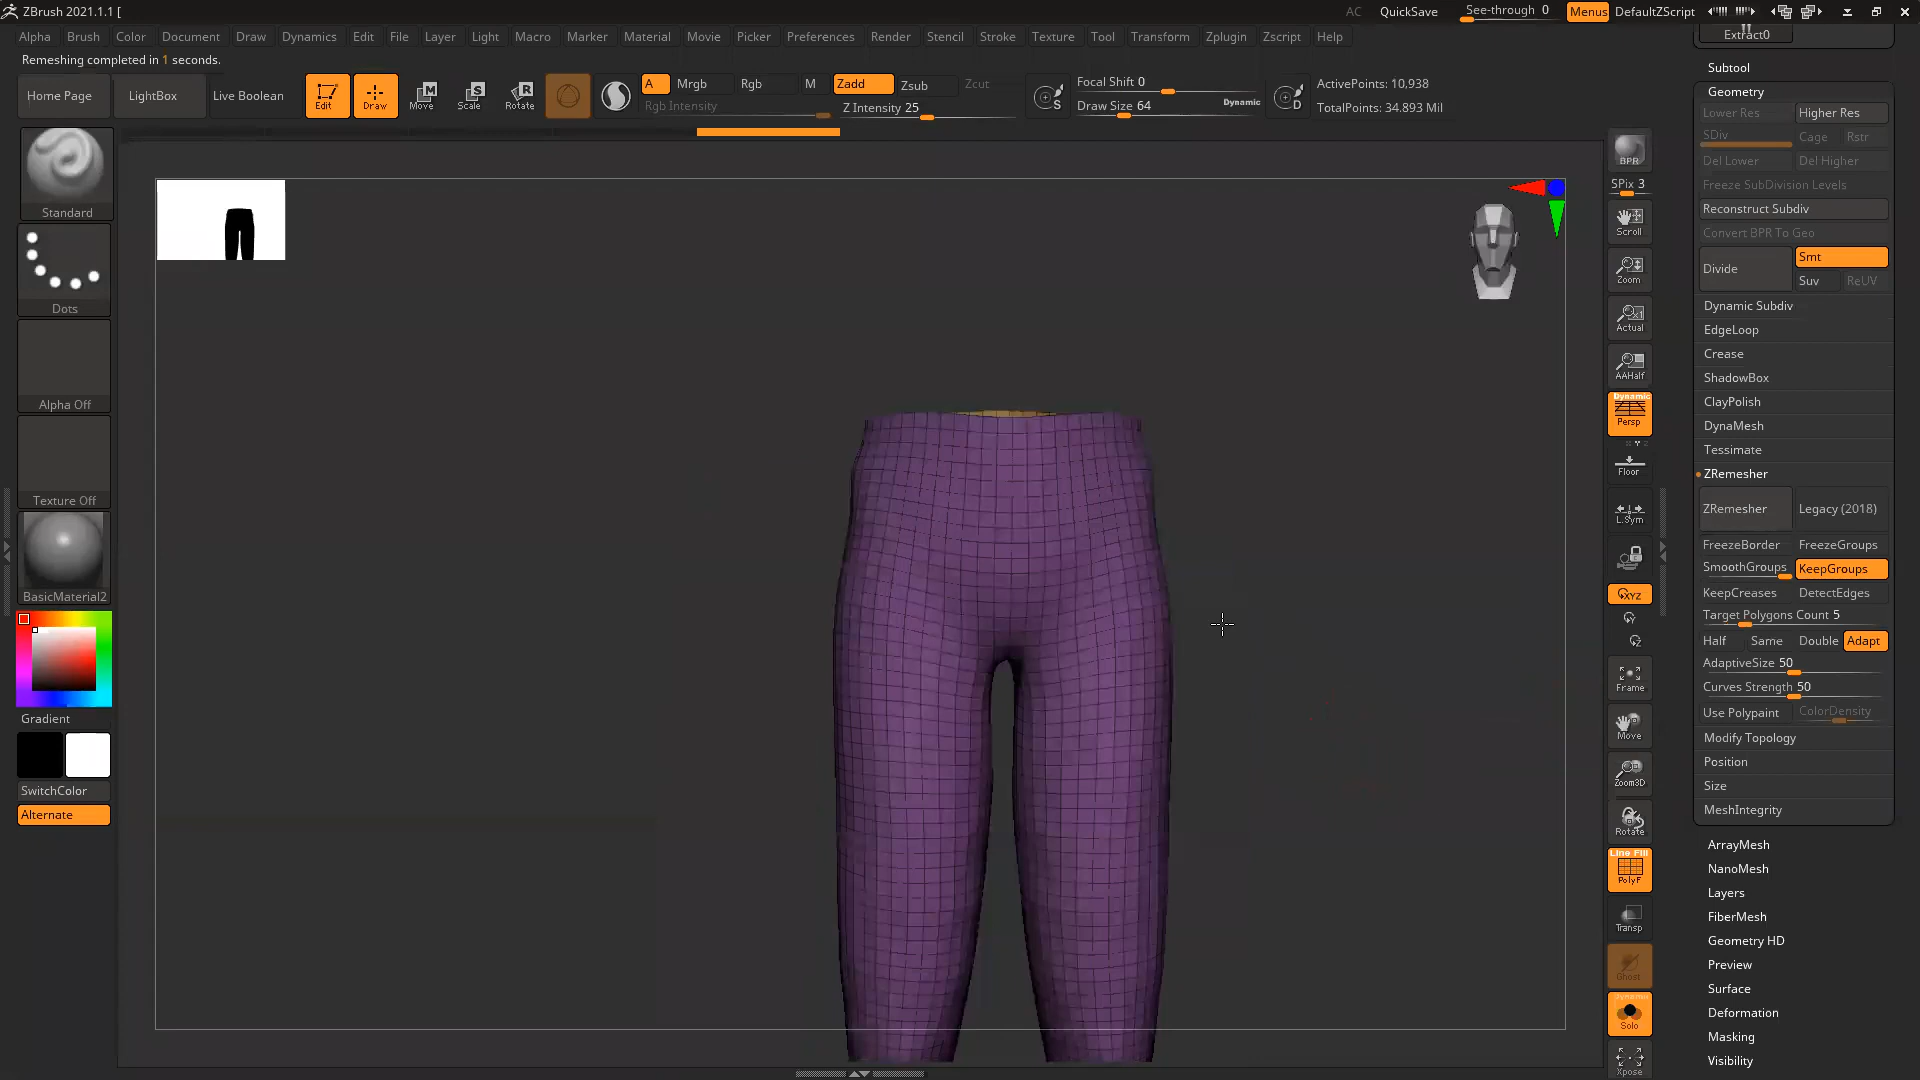 ZBrush 2021.1.1 [
AC QuickSave See-through 0 Menus DefaultZScript
Alpha Brush Color Document Draw Dynamics Edit File Layer Light Macro Marker Material Movie Picker Preferences Render Stencil Stroke Texture Tool Transform Zplugin Zscript Help
Remeshing completed in 1 seconds.
Home Page LightBox Live Boolean Edit Draw Move Scale Rotate
A Mrgb Rgb M Zadd Zsub Zcut
Rgb Intensity Z Intensity 25
S
Focal Shift 0
Draw Size 64 Dynamic
D
ActivePoints: 10,938
TotalPoints: 34.893 Mil
Standard
Dots
Alpha Off
Texture Off
BasicMaterial2
Gradient
SwitchColor
Alternate
BPR
SPix 3
Scroll
Zoom
Actual
AAHalf
Dynamic
Persp
Floor
L.Sym
XYZ
Frame
Move
Zoom3D
Rotate
Line Fill
PolyF
Transp
Ghost
Dynamic
Solo
Xpose
Extract0
Subtool
Geometry
Lower Res Higher Res
SDiv Cage Rstr
Del Lower Del Higher
Freeze SubDivision Levels
Reconstruct Subdiv
Convert BPR To Geo
Divide Smt
Suv ReUV
Dynamic Subdiv
EdgeLoop
Crease
ShadowBox
ClayPolish
DynaMesh
Tessimate
ZRemesher
ZRemesher Legacy (2018)
FreezeBorder FreezeGroups
SmoothGroups KeepGroups
KeepCreases DetectEdges
Target Polygons Count 5
Half Same Double Adapt
AdaptiveSize 50
Curves Strength 50
Use Polypaint ColorDensity
Modify Topology
Position
Size
MeshIntegrity
ArrayMesh
NanoMesh
Layers
FiberMesh
Geometry HD
Preview
Surface
Deformation
Masking
Visibility